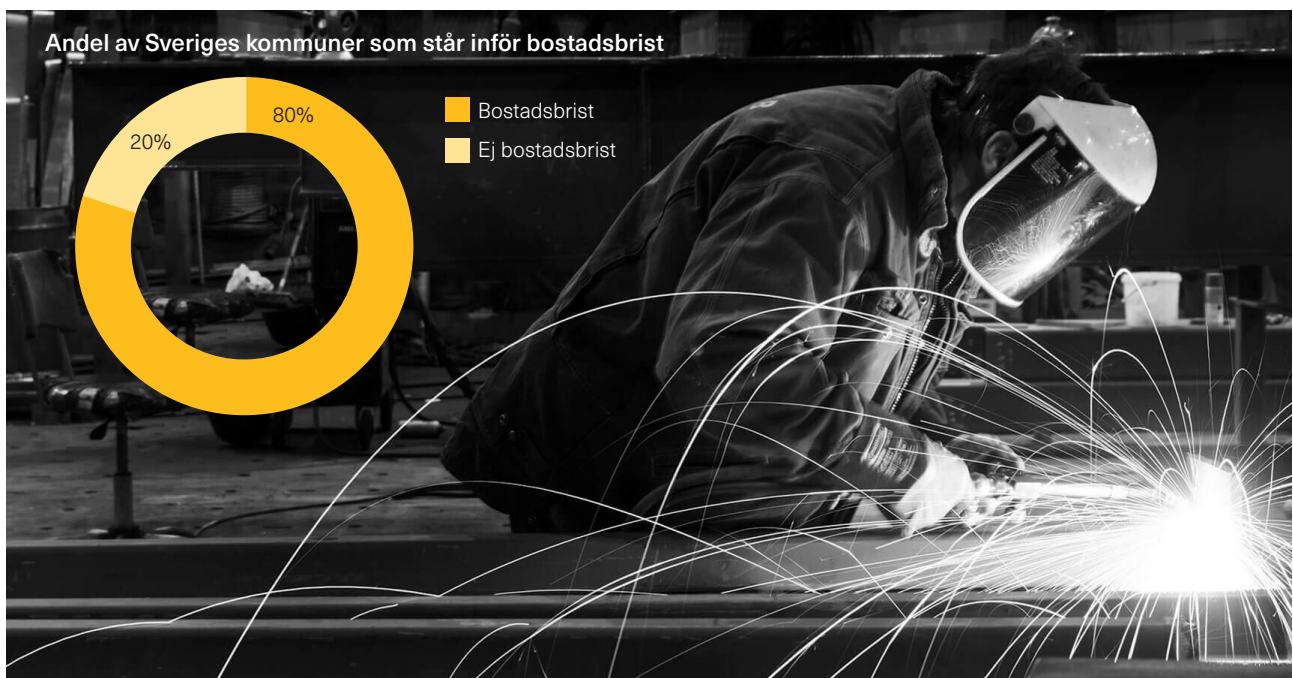 Andel av Sveriges kommuner som står inför bostadsbrist
80%
20%
Bostadsbrist
Ej bostadsbrist